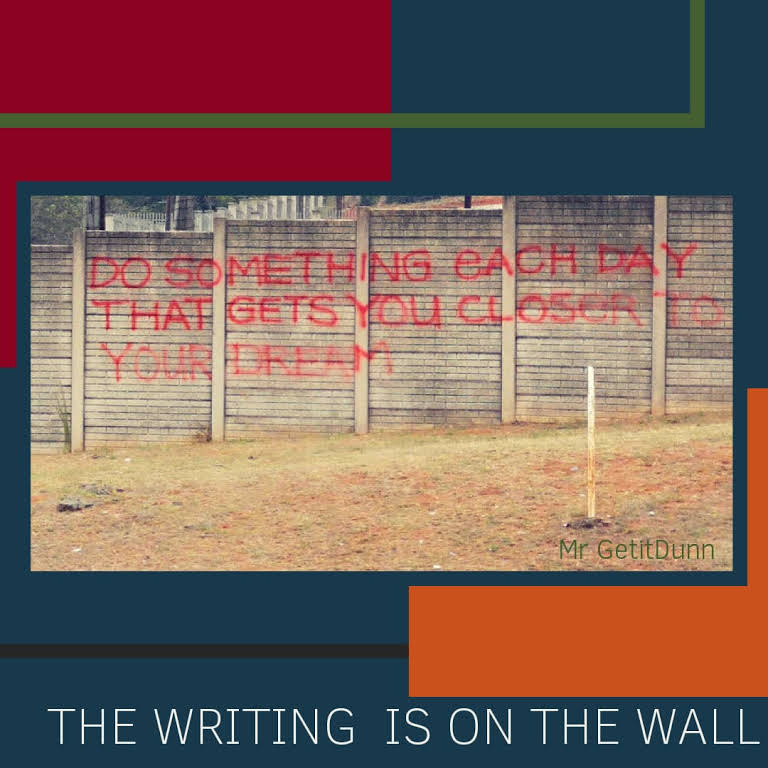 DO SOMETHING eACH DAY
THAT GETS YOU CLOSER TO
YOUR DREAM
Mr GetitDunn
THE WRITING IS ON THE WALL